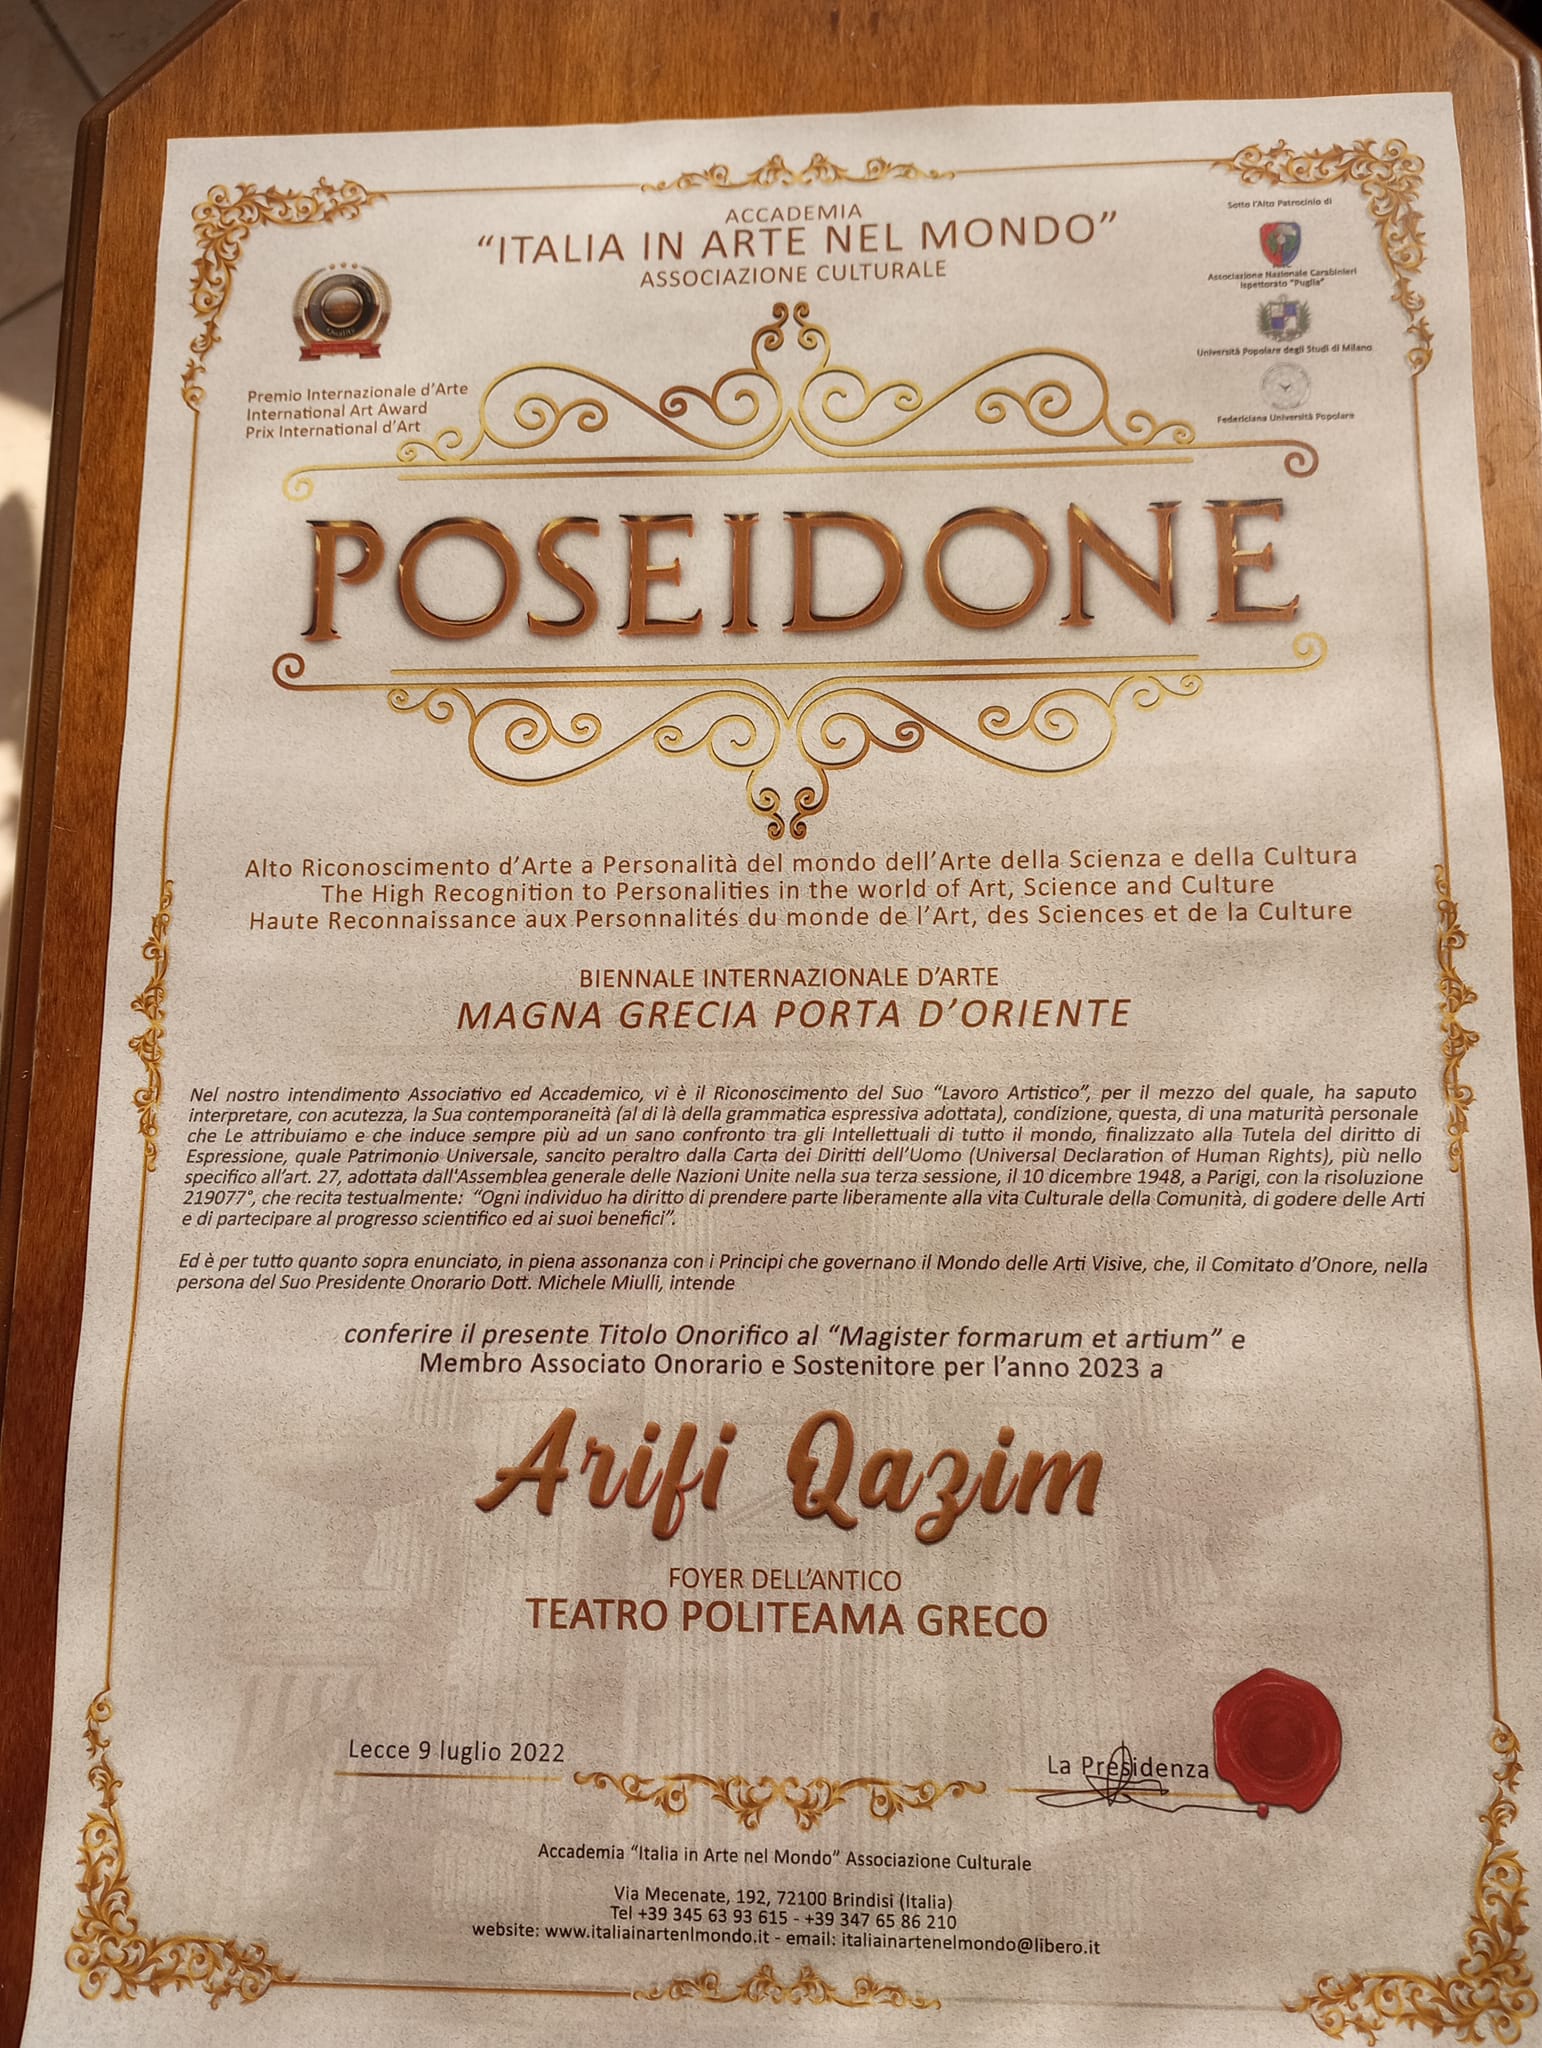 ACCADEMIA
"ITALIA IN ARTE NEL MONDO"
ASSOCIAZIONE CULTURALE
Sotto l'Alto Patrocinio di
Associazione Nazionale Carabinieri
Ispettorato "Puglia"
Università Popolare degli Studi di Milano
Federiciana Università Popolare
Quality
Premio Internazionale d'Arte
International Art Award
Prix International d'Art
POSEIDONE
Alto Riconoscimento d'Arte a Personalità del mondo dell'Arte della Scienza e della Cultura
The High Recognition to Personalities in the world of Art, Science and Culture
Haute Reconnaissance aux Personnalités du monde de l'Art, des Sciences et de la Culture
BIENNALE INTERNAZIONALE D'ARTE
MAGNA GRECIA PORTA D'ORIENTE
Nel nostro intendimento Associativo ed Accademico, vi è il Riconoscimento del Suo "Lavoro Artistico", per il mezzo del quale, ha saputo
interpretare, con acutezza, la Sua contemporaneità (al di là della grammatica espressiva adottata), condizione, questa, di una maturità personale
che Le attribuiamo e che induce sempre più ad un sano confronto tra gli Intellettuali di tutto il mondo, finalizzato alla Tutela del diritto di
Espressione, quale Patrimonio Universale, sancito peraltro dalla Carta dei Diritti dell'Uomo (Universal Declaration of Human Rights), più nello
specifico all'art. 27, adottata dall'Assemblea generale delle Nazioni Unite nella sua terza sessione, il 10 dicembre 1948, a Parigi, con la risoluzione
219077°, che recita testualmente: "Ogni individuo ha diritto di prendere parte liberamente alla vita Culturale della Comunità, di godere delle Arti
e di partecipare al progresso scientifico ed ai suoi benefici".
Ed è per tutto quanto sopra enunciato, in piena assonanza con i Principi che governano il Mondo delle Arti Visive, che, il Comitato d'Onore, nella
persona del Suo Presidente Onorario Dott. Michele Miulli, intende
conferire il presente Titolo Onorifico al "Magister formarum et artium" e
Membro Associato Onorario e Sostenitore per l'anno 2023 a
Arifi Qazim
FOYER DELL'ANTICO
TEATRO POLITEAMA GRECO
Lecce 9 luglio 2022
La Presidenza
Accademia "Italia in Arte nel Mondo" Associazione Culturale
Via Mecenate, 192, 72100 Brindisi (Italia)
Tel +39 345 63 93 615 - +39 347 65 86 210
website: www.italiainartenlmondo.it - email: italiainartenelmondo@libero.it